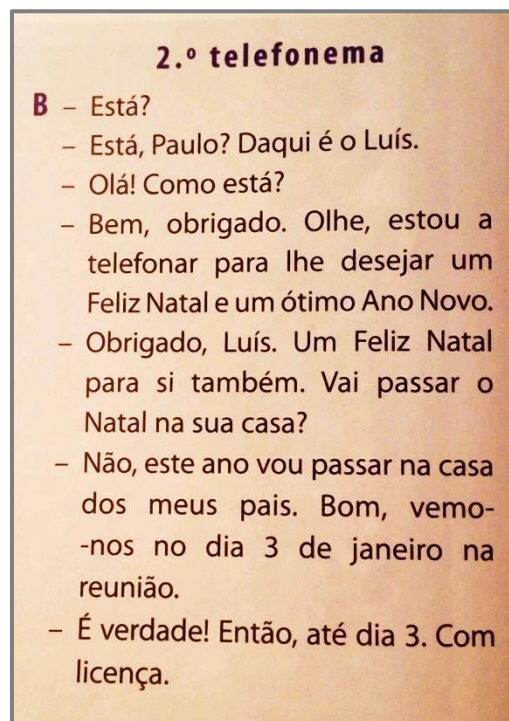 2.º telefonema
B – Está?
– Está, Paulo? Daqui é o Luís.
– Olá! Como está?
– Bem, obrigado. Olhe, estou a
telefonar para lhe desejar um
Feliz Natal e um ótimo Ano Novo.
– Obrigado, Luís. Um Feliz Natal
para si também. Vai passar o
Natal na sua casa?
– Não, este ano vou passar na casa
dos meus pais. Bom, vemo-
-nos no dia 3 de janeiro na
reunião.
– É verdade! Então, até dia 3. Com
licença.